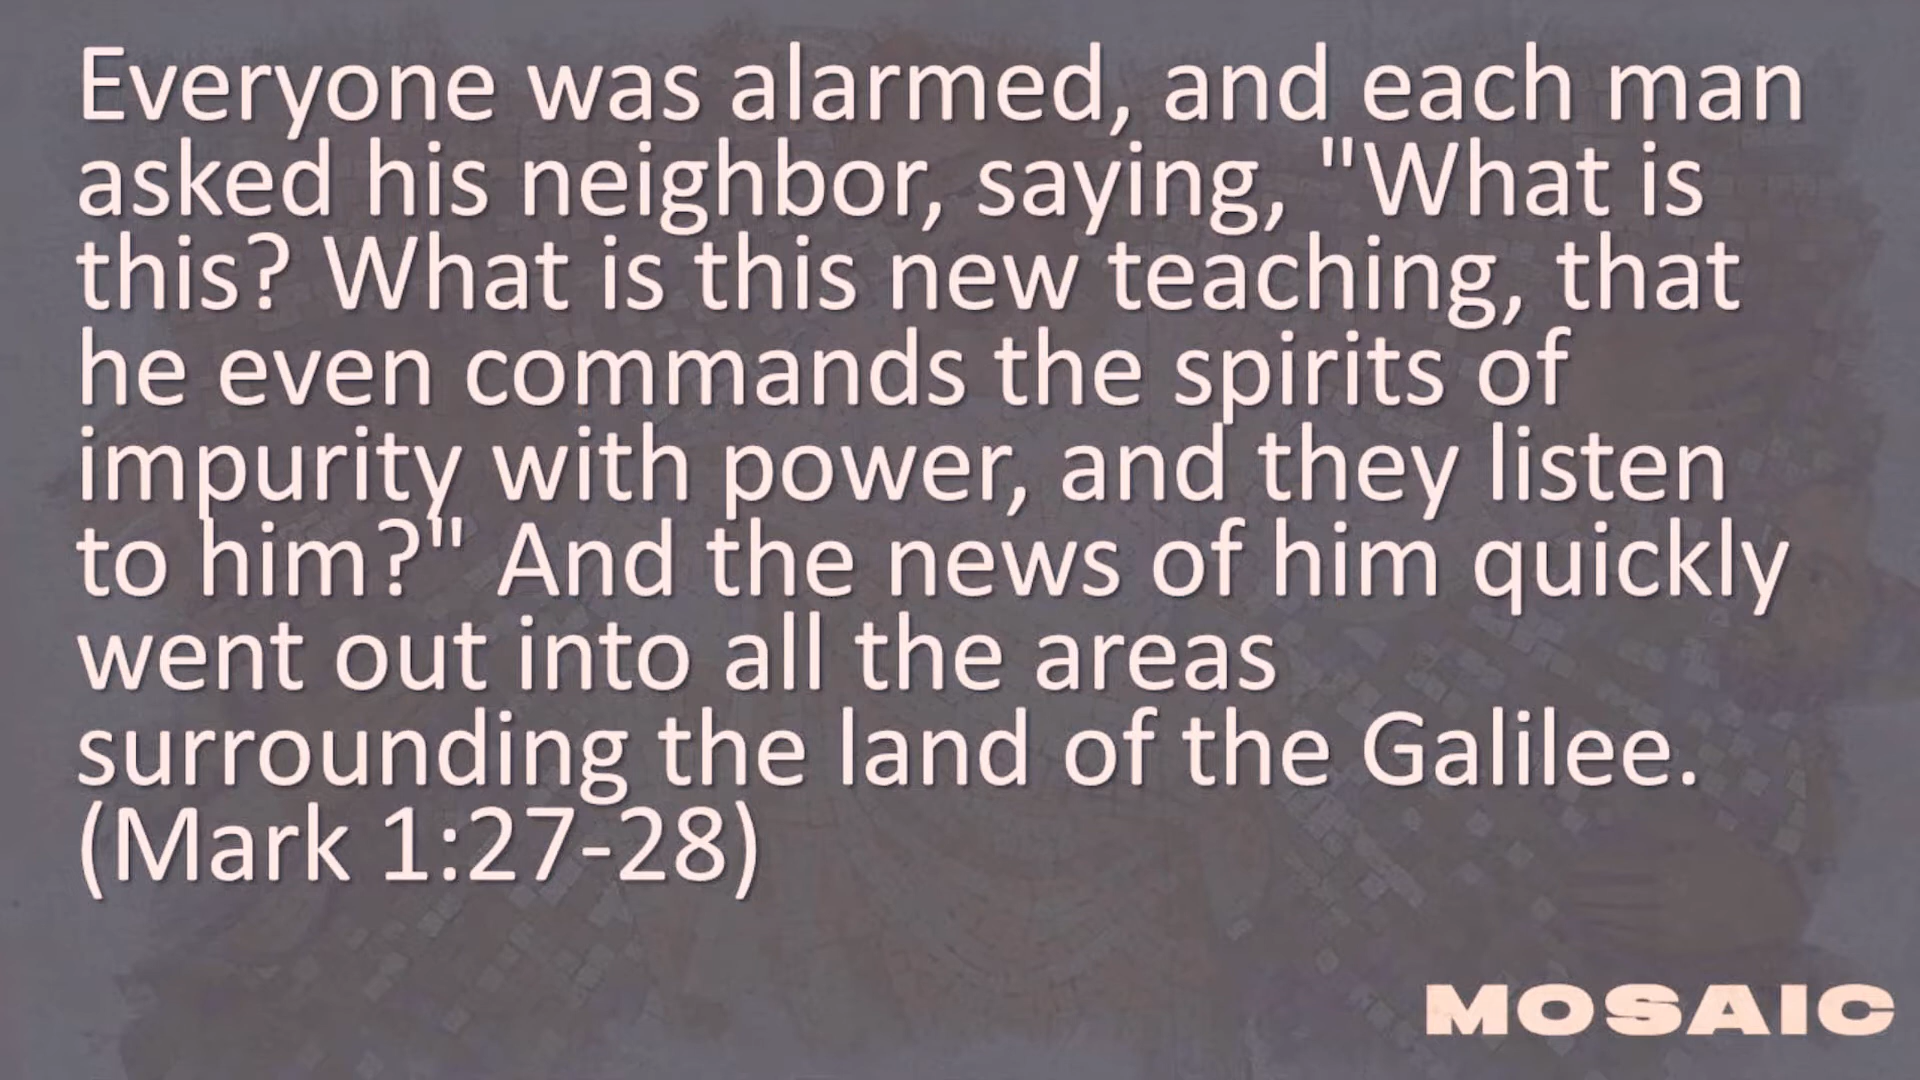 Everyone was alarmed, and each man
asked his neighbor, saying, "What is
this? What is this new teaching, that
he even commands the spirits of
impurity with power, and they listen
to him?" And the news of him quickly
went out into all the areas
surrounding the land of the Galilee.
(Mark 1:27-28)
MOSAIC